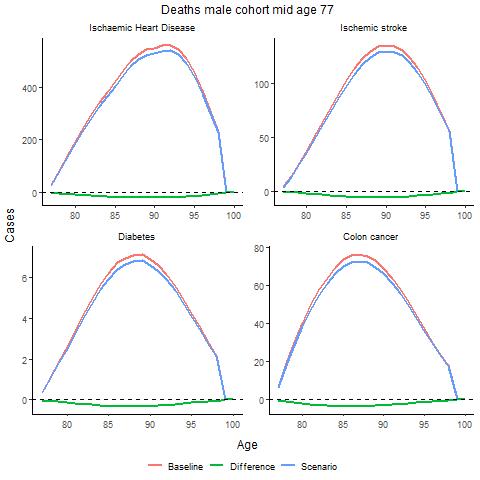 Deaths male cohort mid age 77
Ischaemic Heart Disease
Ischemic stroke
400
200
0
80 85 90 95 100
100
50
0
80 85 90 95 100
Cases
Diabetes
Colon cancer
6
4
2
0
80 85 90 95 100
80
60
40
20
0
80 85 90 95 100
Age
Baseline Difference Scenario